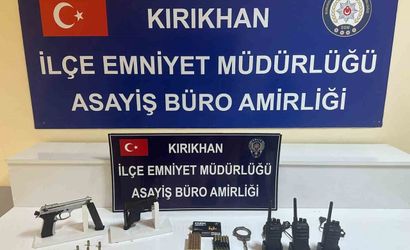 KIRIKHAN
İLÇE EMNİYET MÜDÜRLÜĞÜ
ASAYİŞ BÜRO AMİRLİĞİ
KIRIKHAN
İLÇE EMNİYET MÜDÜRLÜĞÜ
ASAYİŞ BÜRO AMİRLİĞİ